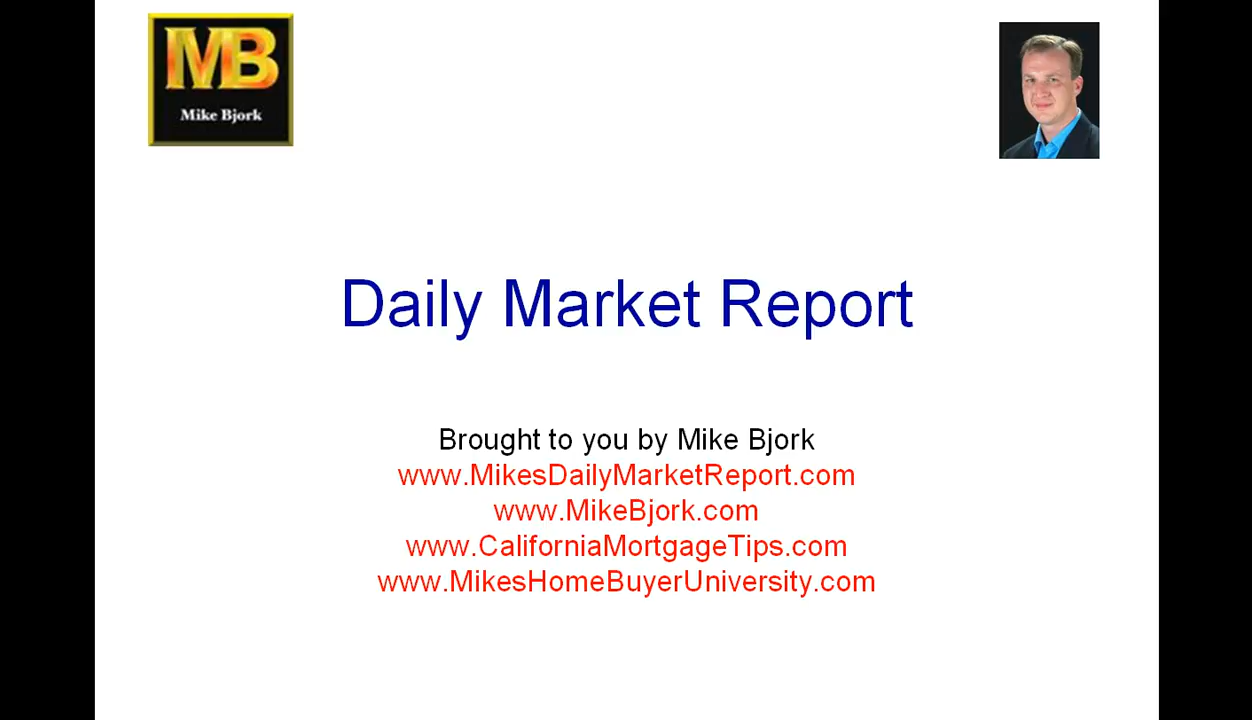 MB
Mike Bjork
Daily Market Report
Brought to you by Mike Bjork
www.MikesDailyMarketReport.com
www.MikeBjork.com
www.CaliforniaMortgageTips.com
www.MikesHomeBuyerUniversity.com